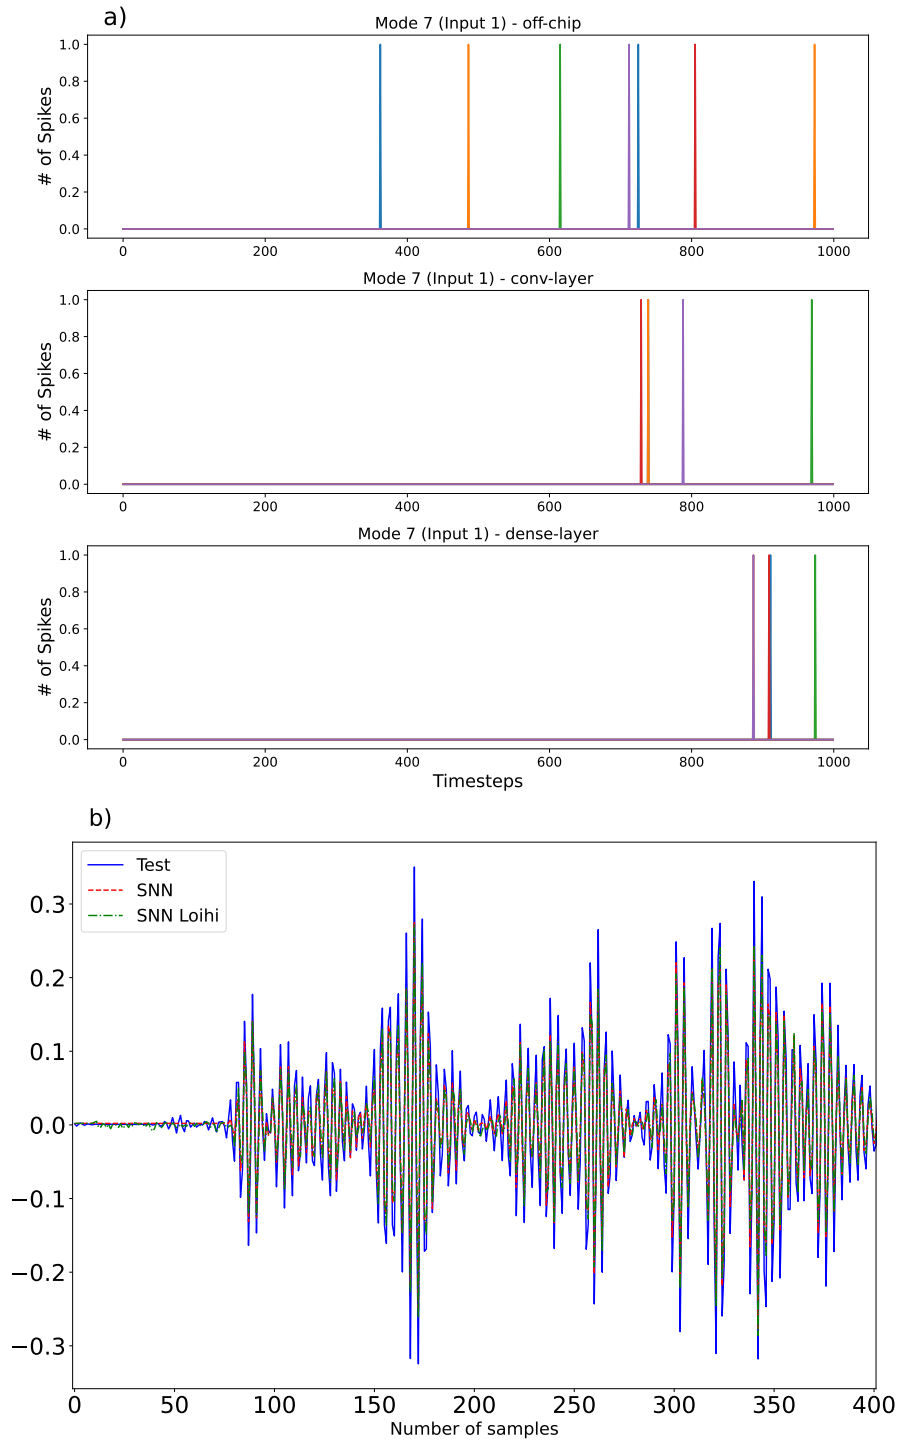 a)
Mode 7 (Input 1) - off-chip
# of Spikes
1.0
0.8
0.6
0.4
0.2
0.0
0 200 400 600 800 1000
Mode 7 (Input 1) - conv-layer
# of Spikes
1.0
0.8
0.6
0.4
0.2
0.0
0 200 400 600 800 1000
Mode 7 (Input 1) - dense-layer
# of Spikes
1.0
0.8
0.6
0.4
0.2
0.0
0 200 400 600 800 1000
Timesteps
b)
Test
SNN
SNN Loihi
0.3
0.2
0.1
0.0
−0.1
−0.2
−0.3
0 50 100 150 200 250 300 350 400
Number of samples